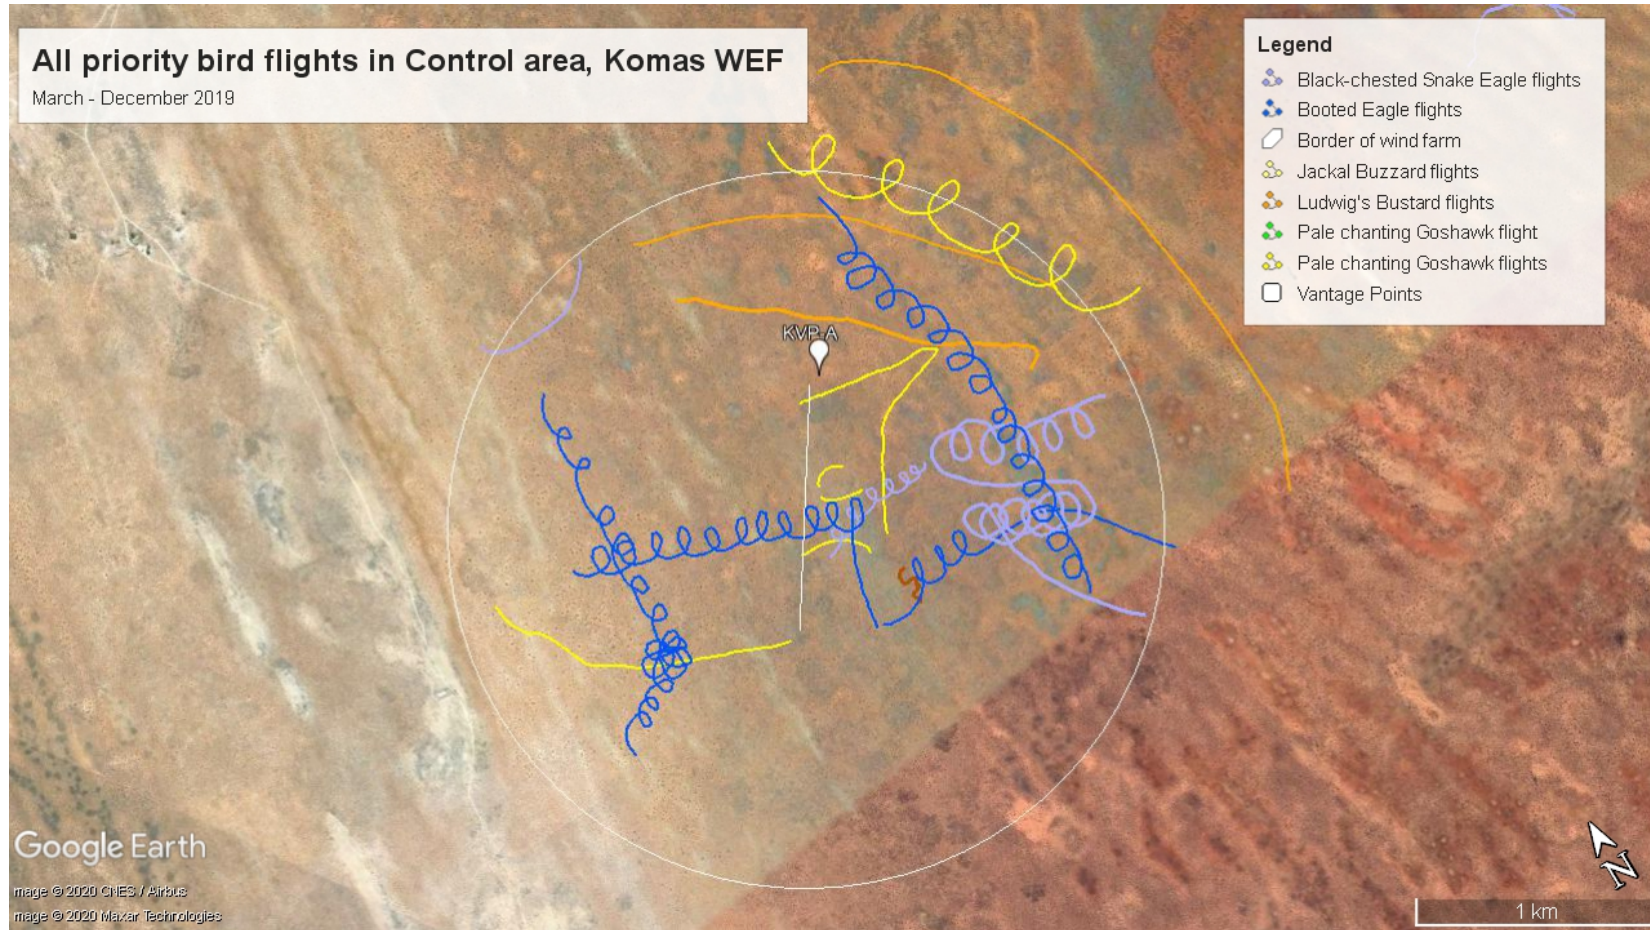 All priority bird flights in Control area, Komas WEF
March - December 2019
Legend
Black-chested Snake Eagle flights
Booted Eagle flights
Border of wind farm
Jackal Buzzard flights
Ludwig's Bustard flights
Pale chanting Goshawk flight
Pale chanting Goshawk flights
Vantage Points
KVP-A
Google Earth
mage © 2020 CNES / Airbus
mage © 2020 Maxar Technologies
N
1 km